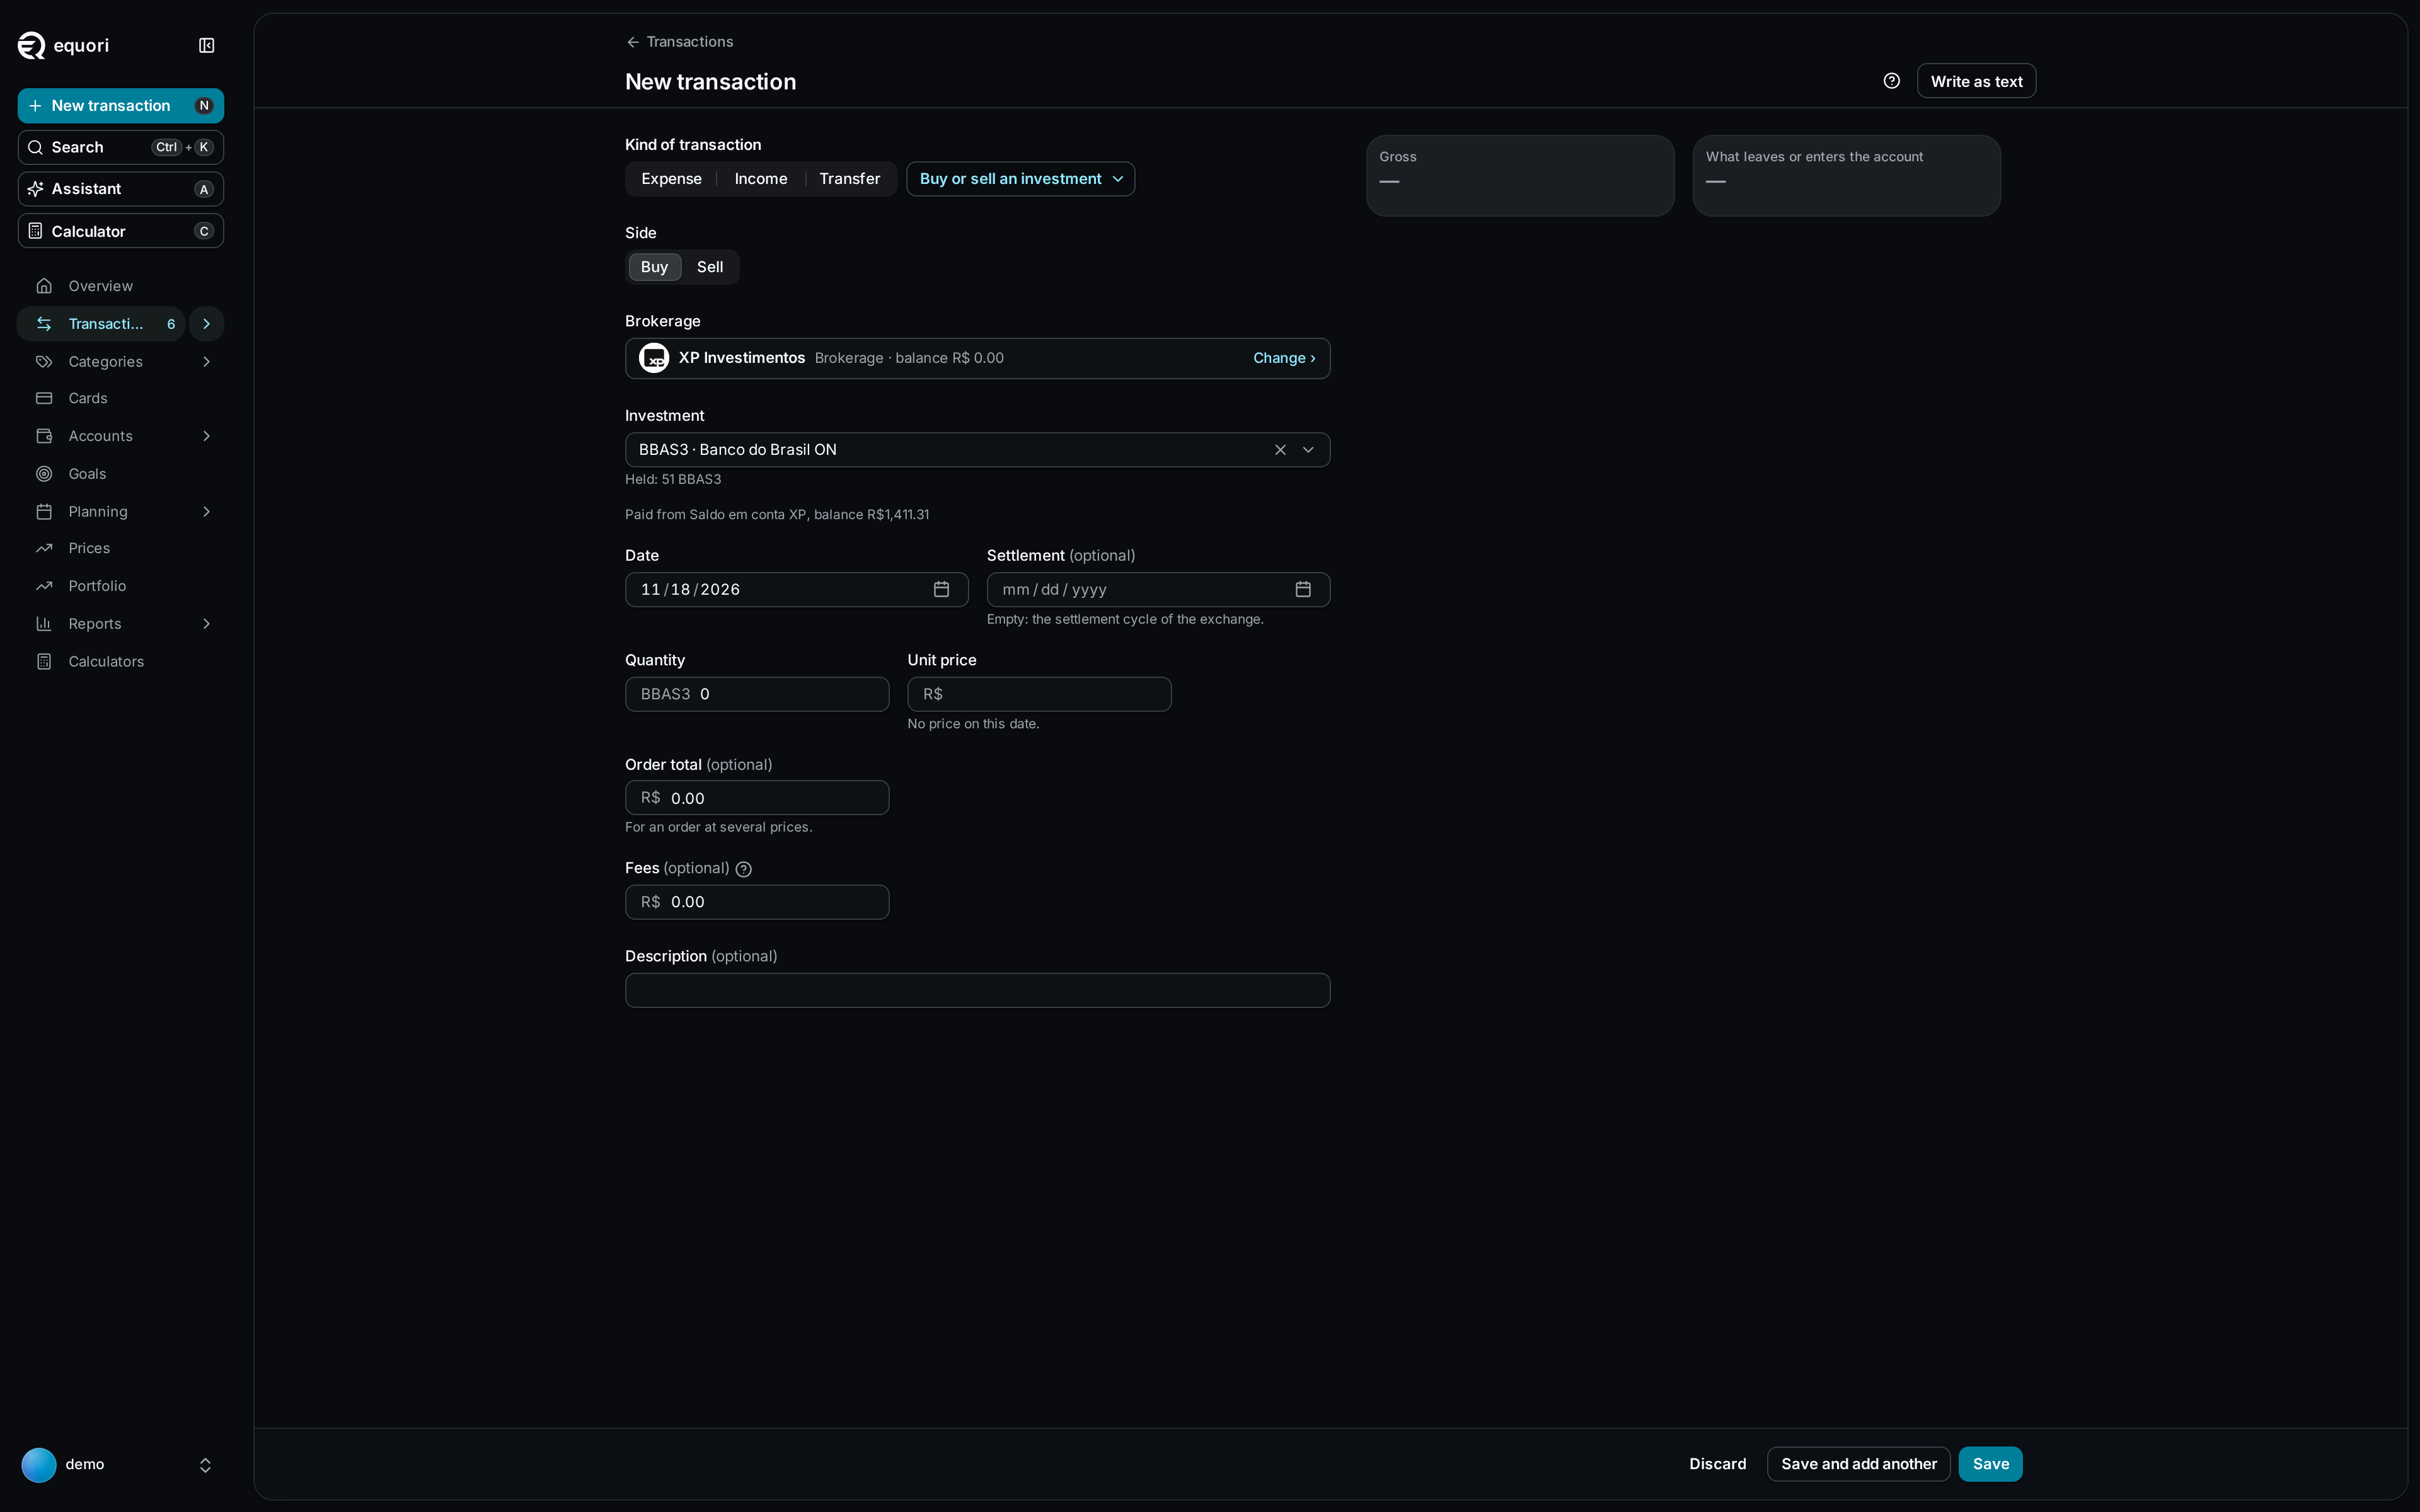 equori
New transaction N
Search Ctrl + K
Assistant A
Calculator C
Overview
Transacti... 6
Categories
Cards
Accounts
Goals
Planning
Prices
Portfolio
Reports
Calculators
demo
Transactions
New transaction
Write as text
Kind of transaction
Expense Income Transfer Buy or sell an investment
Side
Buy Sell
Brokerage
XP Investimentos Brokerage · balance R$ 0.00 Change ›
Investment
BBAS3 · Banco do Brasil ON
Held: 51 BBAS3
Paid from Saldo em conta XP, balance R$1,411.31
Date Settlement (optional)
11/18/2026 mm/dd/yyyy
Empty: the settlement cycle of the exchange.
Quantity Unit price
BBAS3 0 R$
No price on this date.
Order total (optional)
R$ 0.00
For an order at several prices.
Fees (optional)
R$ 0.00
Description (optional)
Gross
—
What leaves or enters the account
—
Discard Save and add another Save